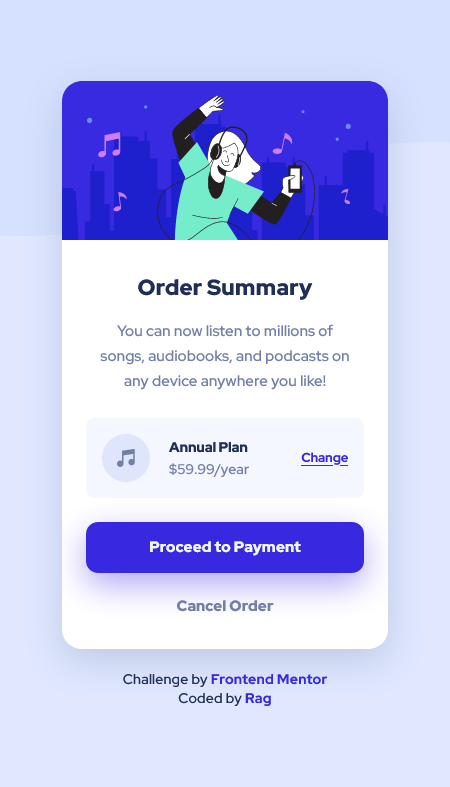 Order Summary
You can now listen to millions of
songs, audiobooks, and podcasts on
any device anywhere you like!
Annual Plan
$59.99/year
Change
Proceed to Payment
Cancel Order
Challenge by Frontend Mentor
Coded by Rag